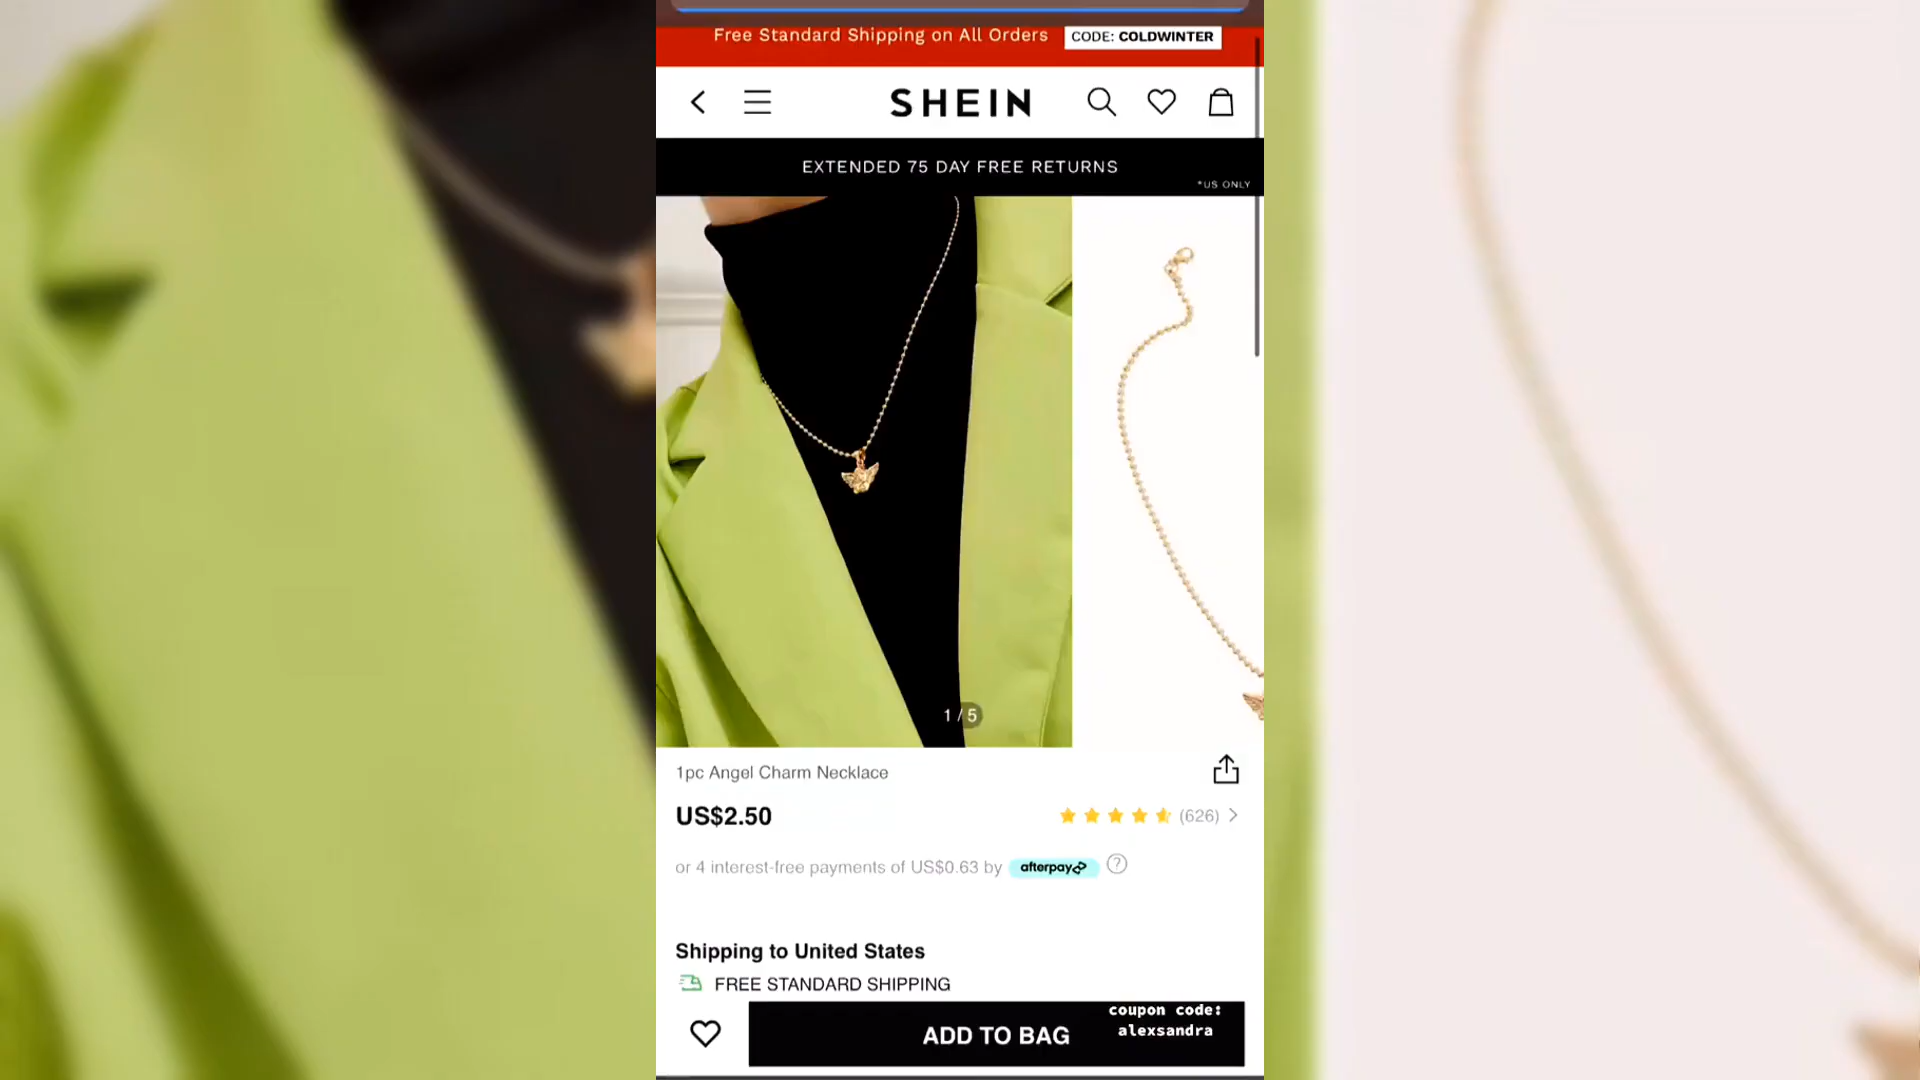 Free Standard Shipping on All Orders CODE: COLDWINTER
SHEIN
EXTENDED 75 DAY FREE RETURNS
*US ONLY
1 / 5
1pc Angel Charm Necklace
US$2.50 (626)
or 4 interest-free payments of US$0.63 by afterpay ?
Shipping to United States
FREE STANDARD SHIPPING
coupon code:
alexsandra
ADD TO BAG